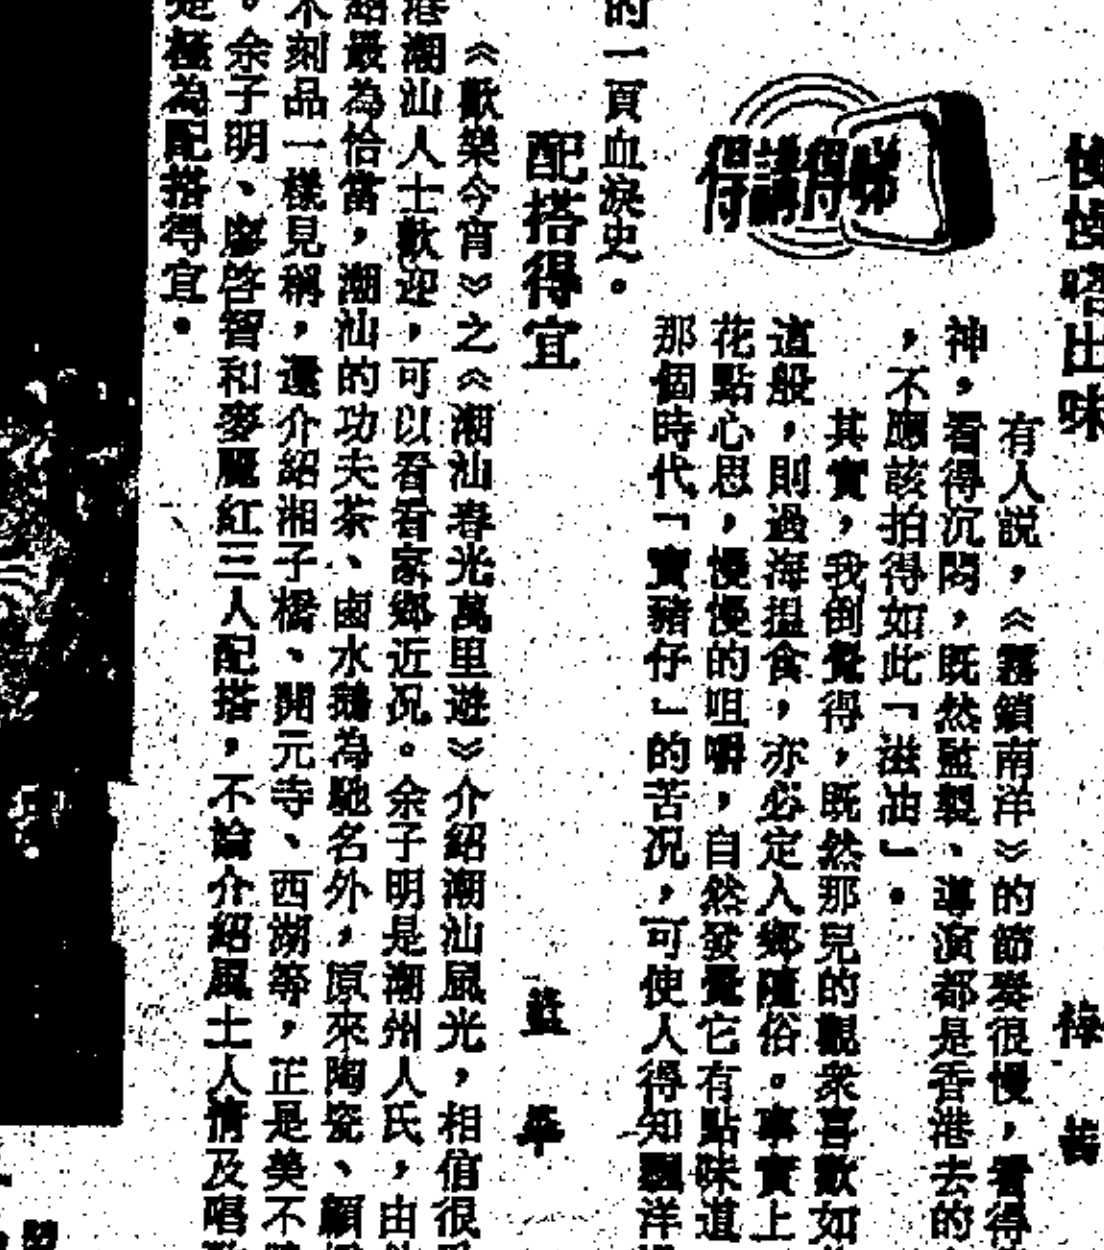 慢慢嗒出味
得講得睇
有人説，《霧鎖南洋》的節奏很慢，看得
神，看得沉悶，既然監製、導演都是香港去的
，不應該拍得如此「滋油」。
其實，我倒覺得，既然那兒的觀衆喜歡如
道般，則過海搵食，亦必定入鄉隨俗。事實上
花點心思，慢慢的咀嚼，自然發覺它有點味道
那個時代「賣豬仔」的苦况，可使人得知飄洋
的一頁血淚史。
配搭得宜
《歡樂今宵》之《潮汕春光萬里遊》介紹潮汕風光，相信很
港潮汕人士歡迎，可以看看家鄉近况。余子明是潮州人氏，由
紹最為恰當，潮汕的功夫茶、鹵水鵝為馳名外，原來陶瓷、顧
木刻品一樣見稱，還介紹湘子橋、開元寺、西湖等，正是美不
。余子明、廖啓智和麥麗紅三人配搭，不論介紹風土人情及唱
是極為配搭得宜。